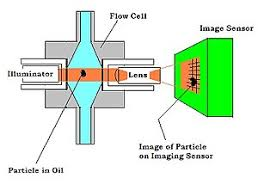 Flow Cell
Image Sensor
Illuminator
Lens
Particle in Oil
Image of Particle
on Imaging Sensor